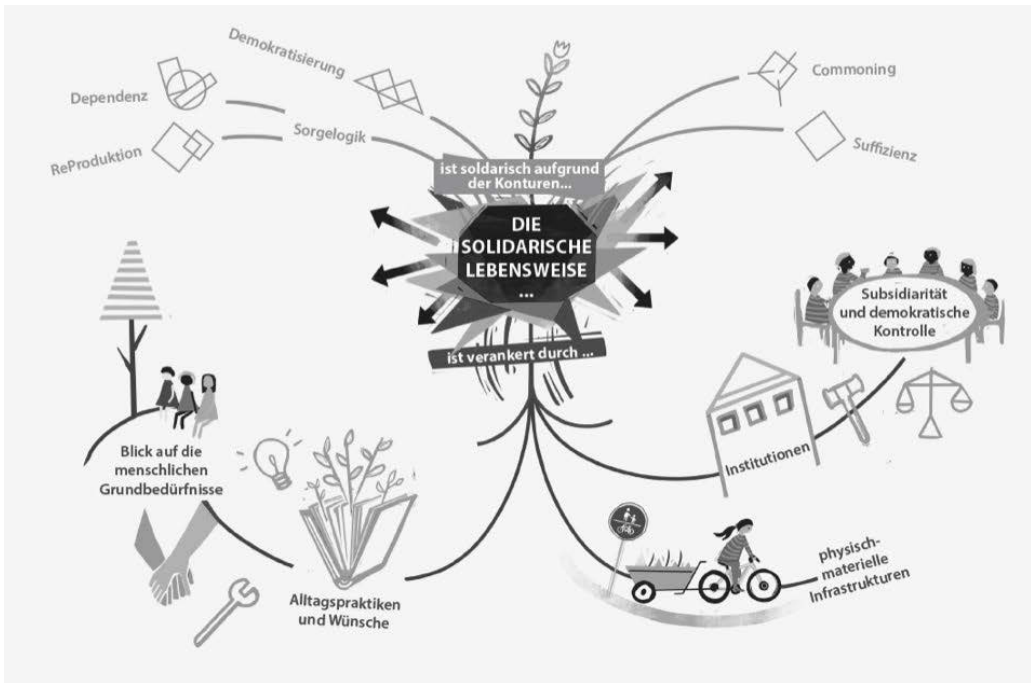 Demokratisierung
Dependenz
Sorgelogik
ReProduktion
Commoning
Suffizienz
ist soldarisch aufgrund
der Konturen...
DIE
SOLIDARISCHE
LEBENSWEISE
...
ist verankert durch ...
Blick auf die
menschlichen
Grundbedürfnisse
Alltagspraktiken
und Wünsche
Subsidiarität
und demokratische
Kontrolle
Institutionen
physisch-
materielle
Infrastrukturen